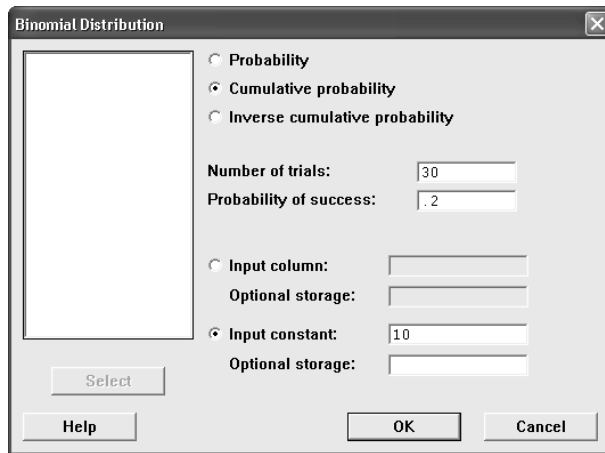 Binomial Distribution
Probability
Cumulative probability
Inverse cumulative probability
Number of trials: 30
Probability of success: .2
Input column:
Optional storage:
Input constant: 10
Optional storage:
Select
Help OK Cancel